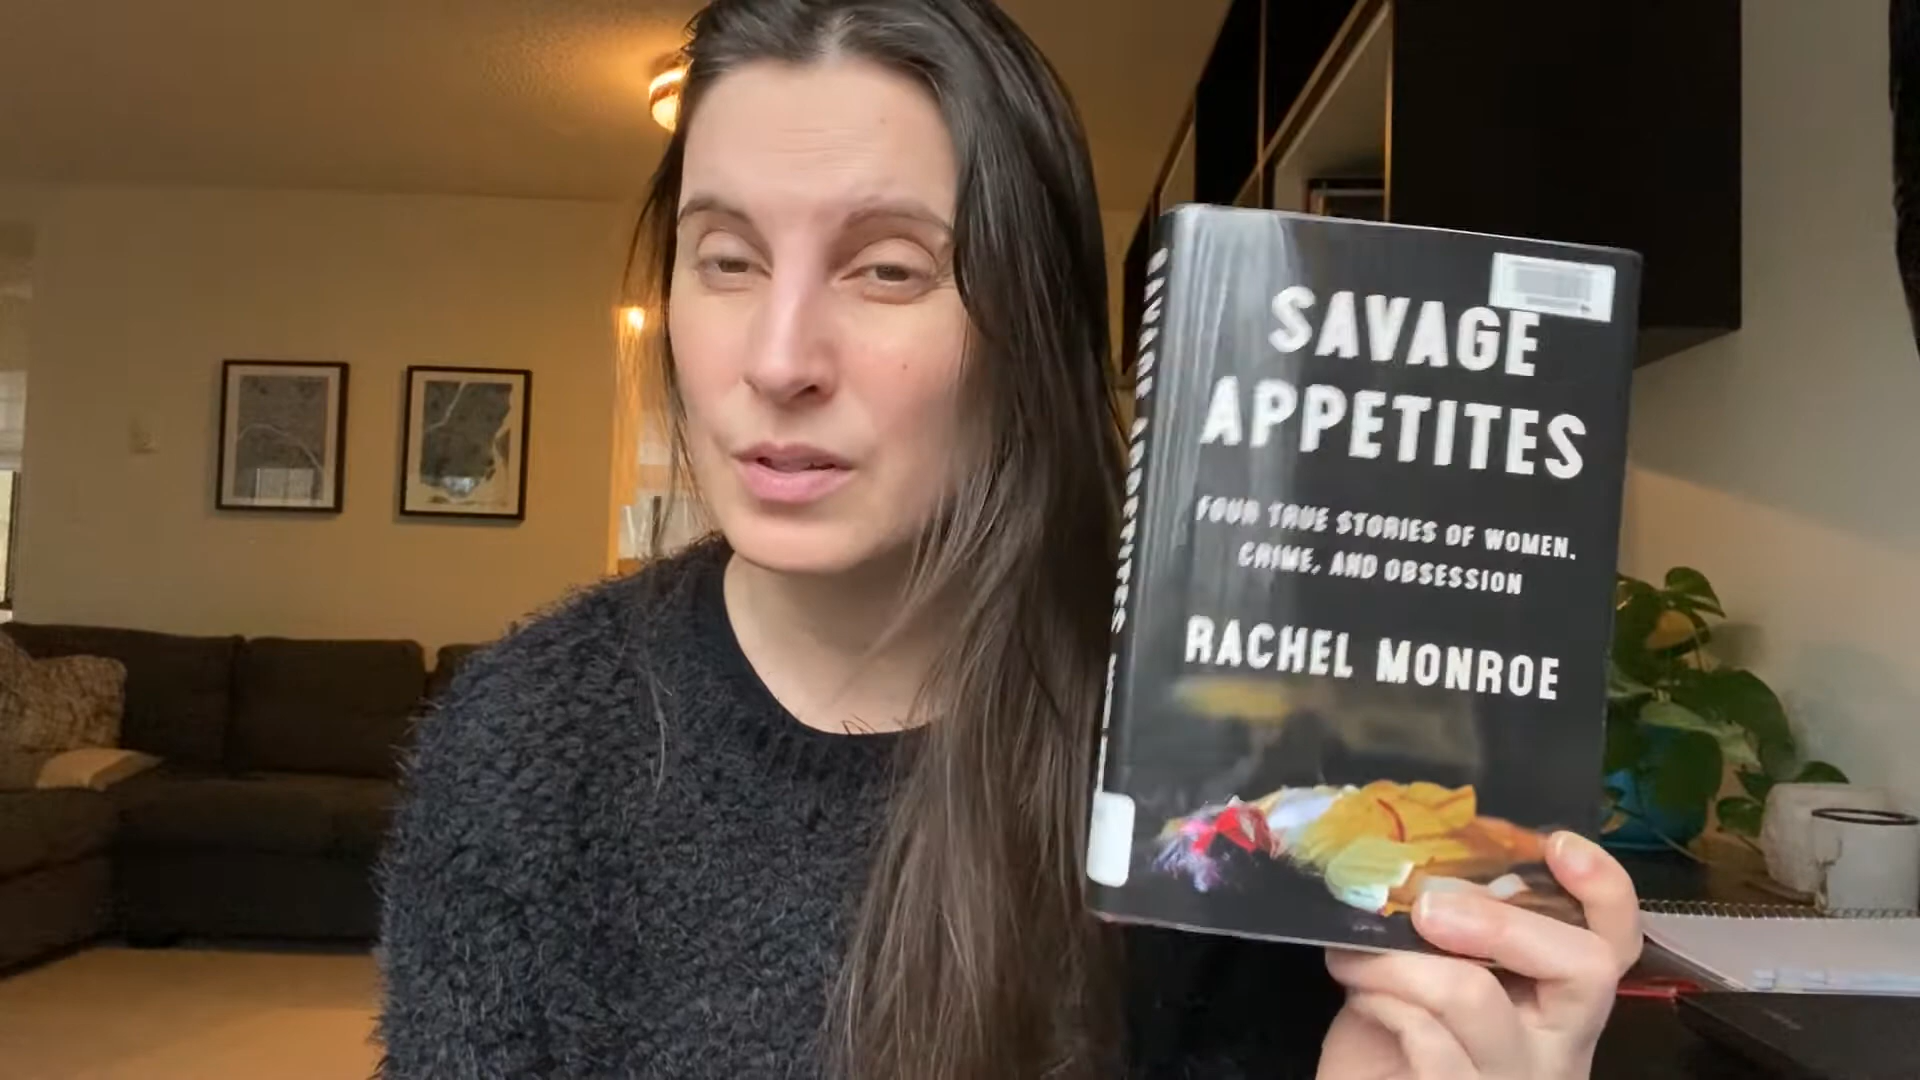 SAVAGE
APPETITES
FOUR TRUE STORIES OF WOMEN,
CRIME, AND OBSESSION
RACHEL MONROE
SAVAGE APPETITES